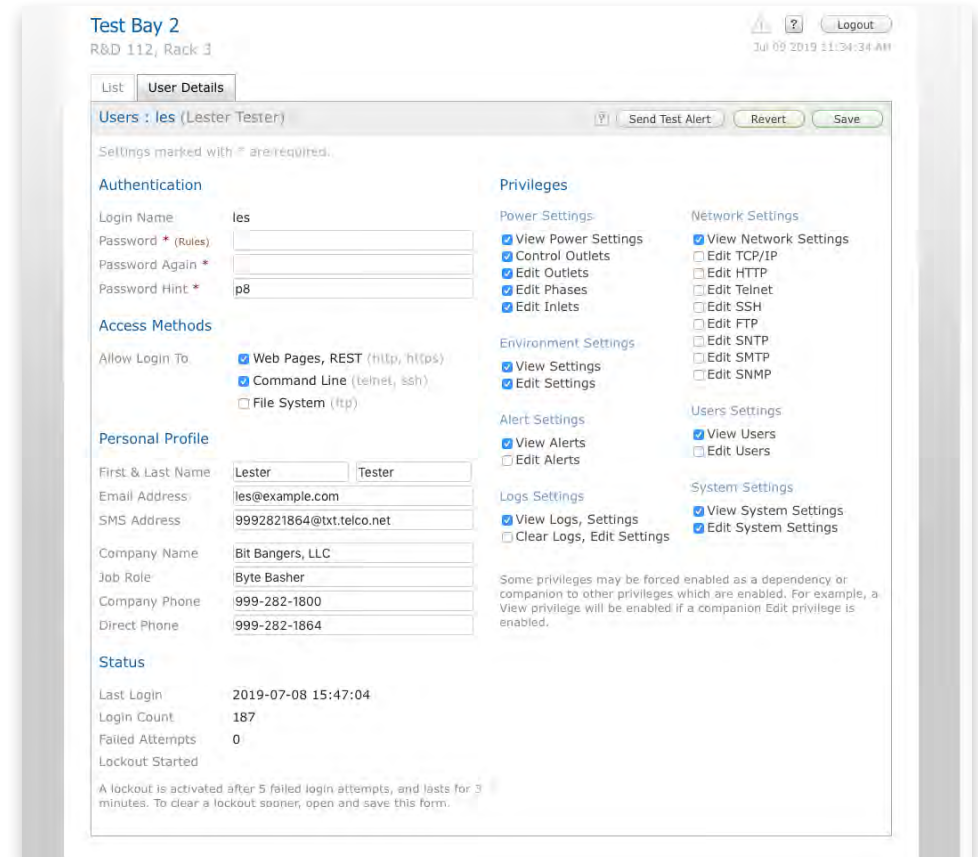 Test Bay 2
R&D 112, Rack 3
? Logout
Jul 09 2019 11:34:34 AM
List User Details
Users : les (Lester Tester)
? Send Test Alert Revert Save
Settings marked with * are required.
Authentication
Login Name les
Password * (Rules)
Password Again *
Password Hint * p8
Access Methods
Allow Login To Web Pages, REST (http, https)
Command Line (telnet, ssh)
File System (ftp)
Personal Profile
First & Last Name Lester Tester
Email Address les@example.com
SMS Address 9992821864@txt.telco.net
Company Name Bit Bangers, LLC
Job Role Byte Basher
Company Phone 999-282-1800
Direct Phone 999-282-1864
Status
Last Login 2019-07-08 15:47:04
Login Count 187
Failed Attempts 0
Lockout Started
A lockout is activated after 5 failed login attempts, and lasts for 3
minutes. To clear a lockout sooner, open and save this form.
Privileges
Power Settings
View Power Settings
Control Outlets
Edit Outlets
Edit Phases
Edit Inlets
Environment Settings
View Settings
Edit Settings
Alert Settings
View Alerts
Edit Alerts
Logs Settings
View Logs, Settings
Clear Logs, Edit Settings
Network Settings
View Network Settings
Edit TCP/IP
Edit HTTP
Edit Telnet
Edit SSH
Edit FTP
Edit SNTP
Edit SMTP
Edit SNMP
Users Settings
View Users
Edit Users
System Settings
View System Settings
Edit System Settings
Some privileges may be forced enabled as a dependency or
companion to other privileges which are enabled. For example, a
View privilege will be enabled if a companion Edit privilege is
enabled.